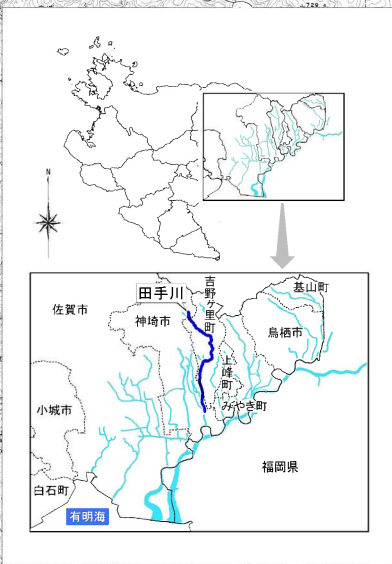 729.
N
田手川
吉野ヶ里町
基山町
佐賀市
神埼市
鳥栖市
上峰町
みやき町
小城市
福岡県
白石町
有明海